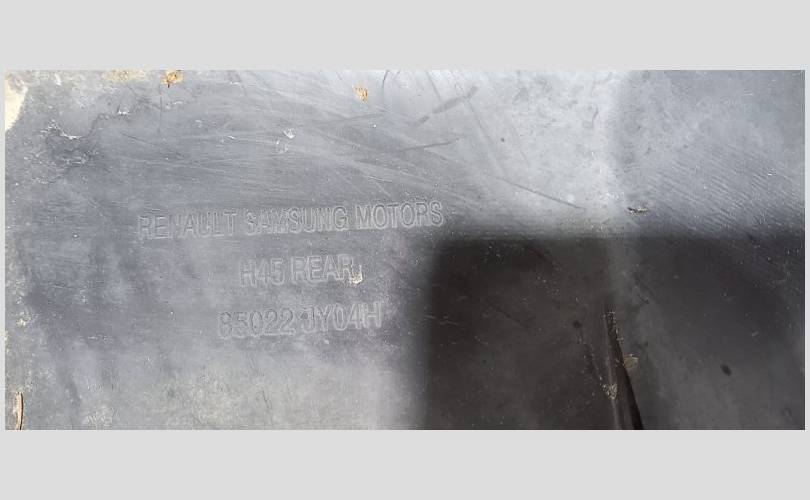 RENAULT SAMSUNG MOTORS
H45 REAR
85022 JY04H